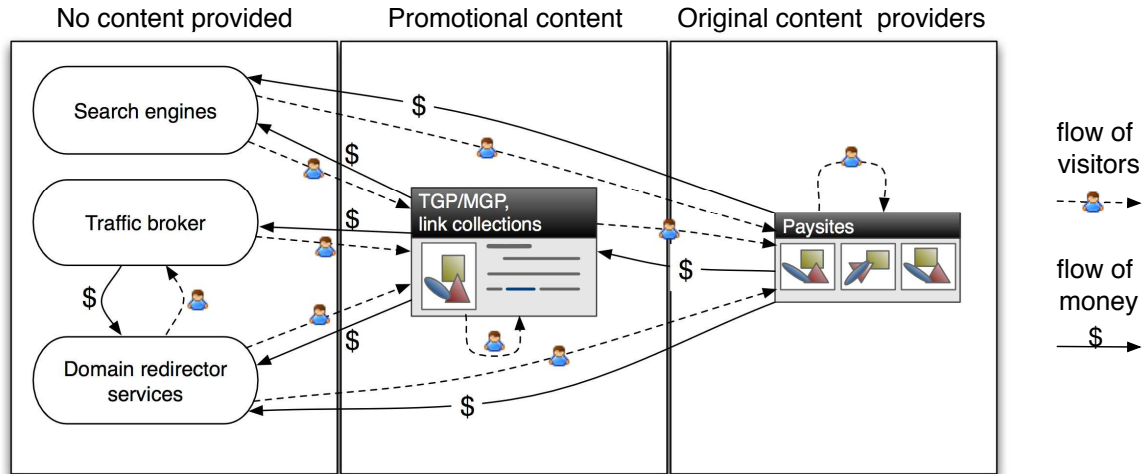 No content provided
Promotional content
Original content providers
Search engines
$
$
TGP/MGP,
link collections
Traffic broker
$
Paysites
$
$
$
Domain redirector
services
$
flow of
visitors
flow of
money
$